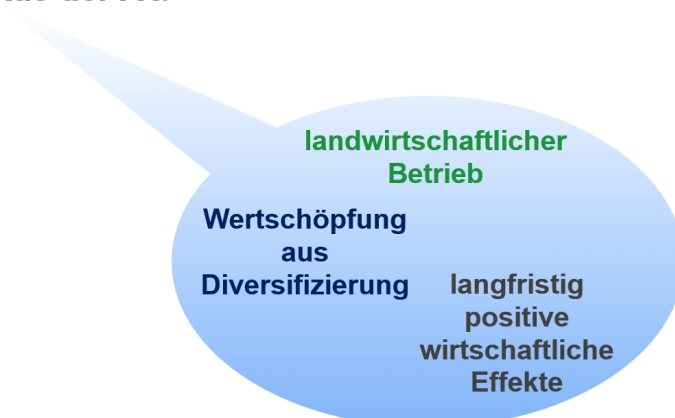 landwirtschaftlicher
Betrieb
Wertschöpfung
aus
Diversifizierung
langfristig
positive
wirtschaftliche
Effekte